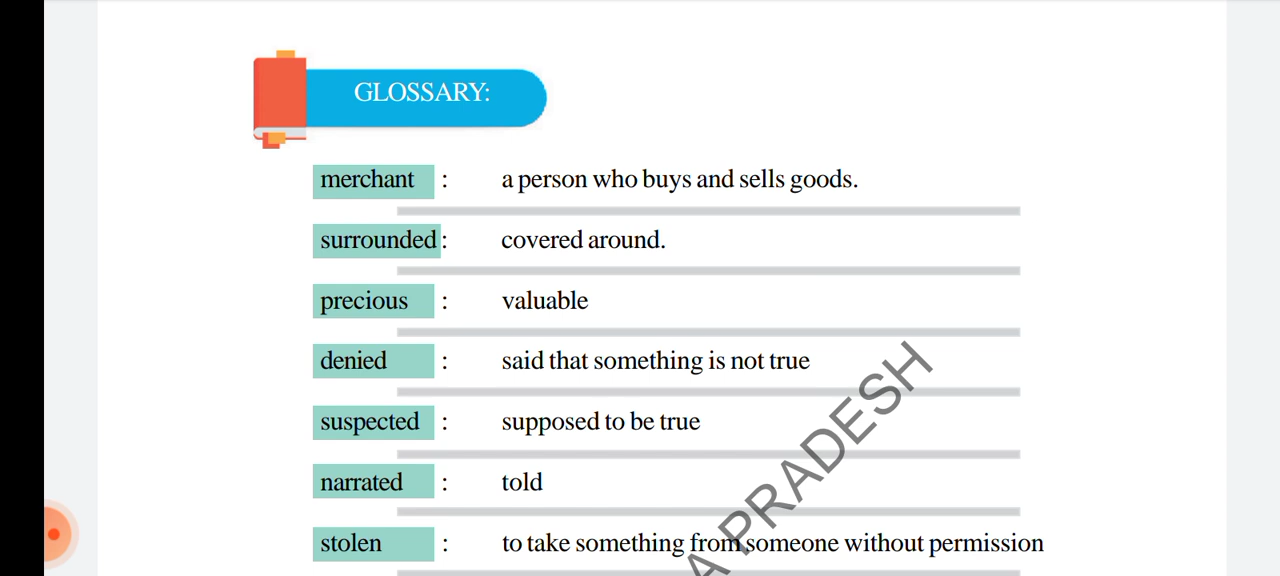 GLOSSARY:
merchant : a person who buys and sells goods.
surrounded : covered around.
precious : valuable
denied : said that something is not true
suspected : supposed to be true
narrated : told
stolen : to take something from someone without permission
A PRADESH